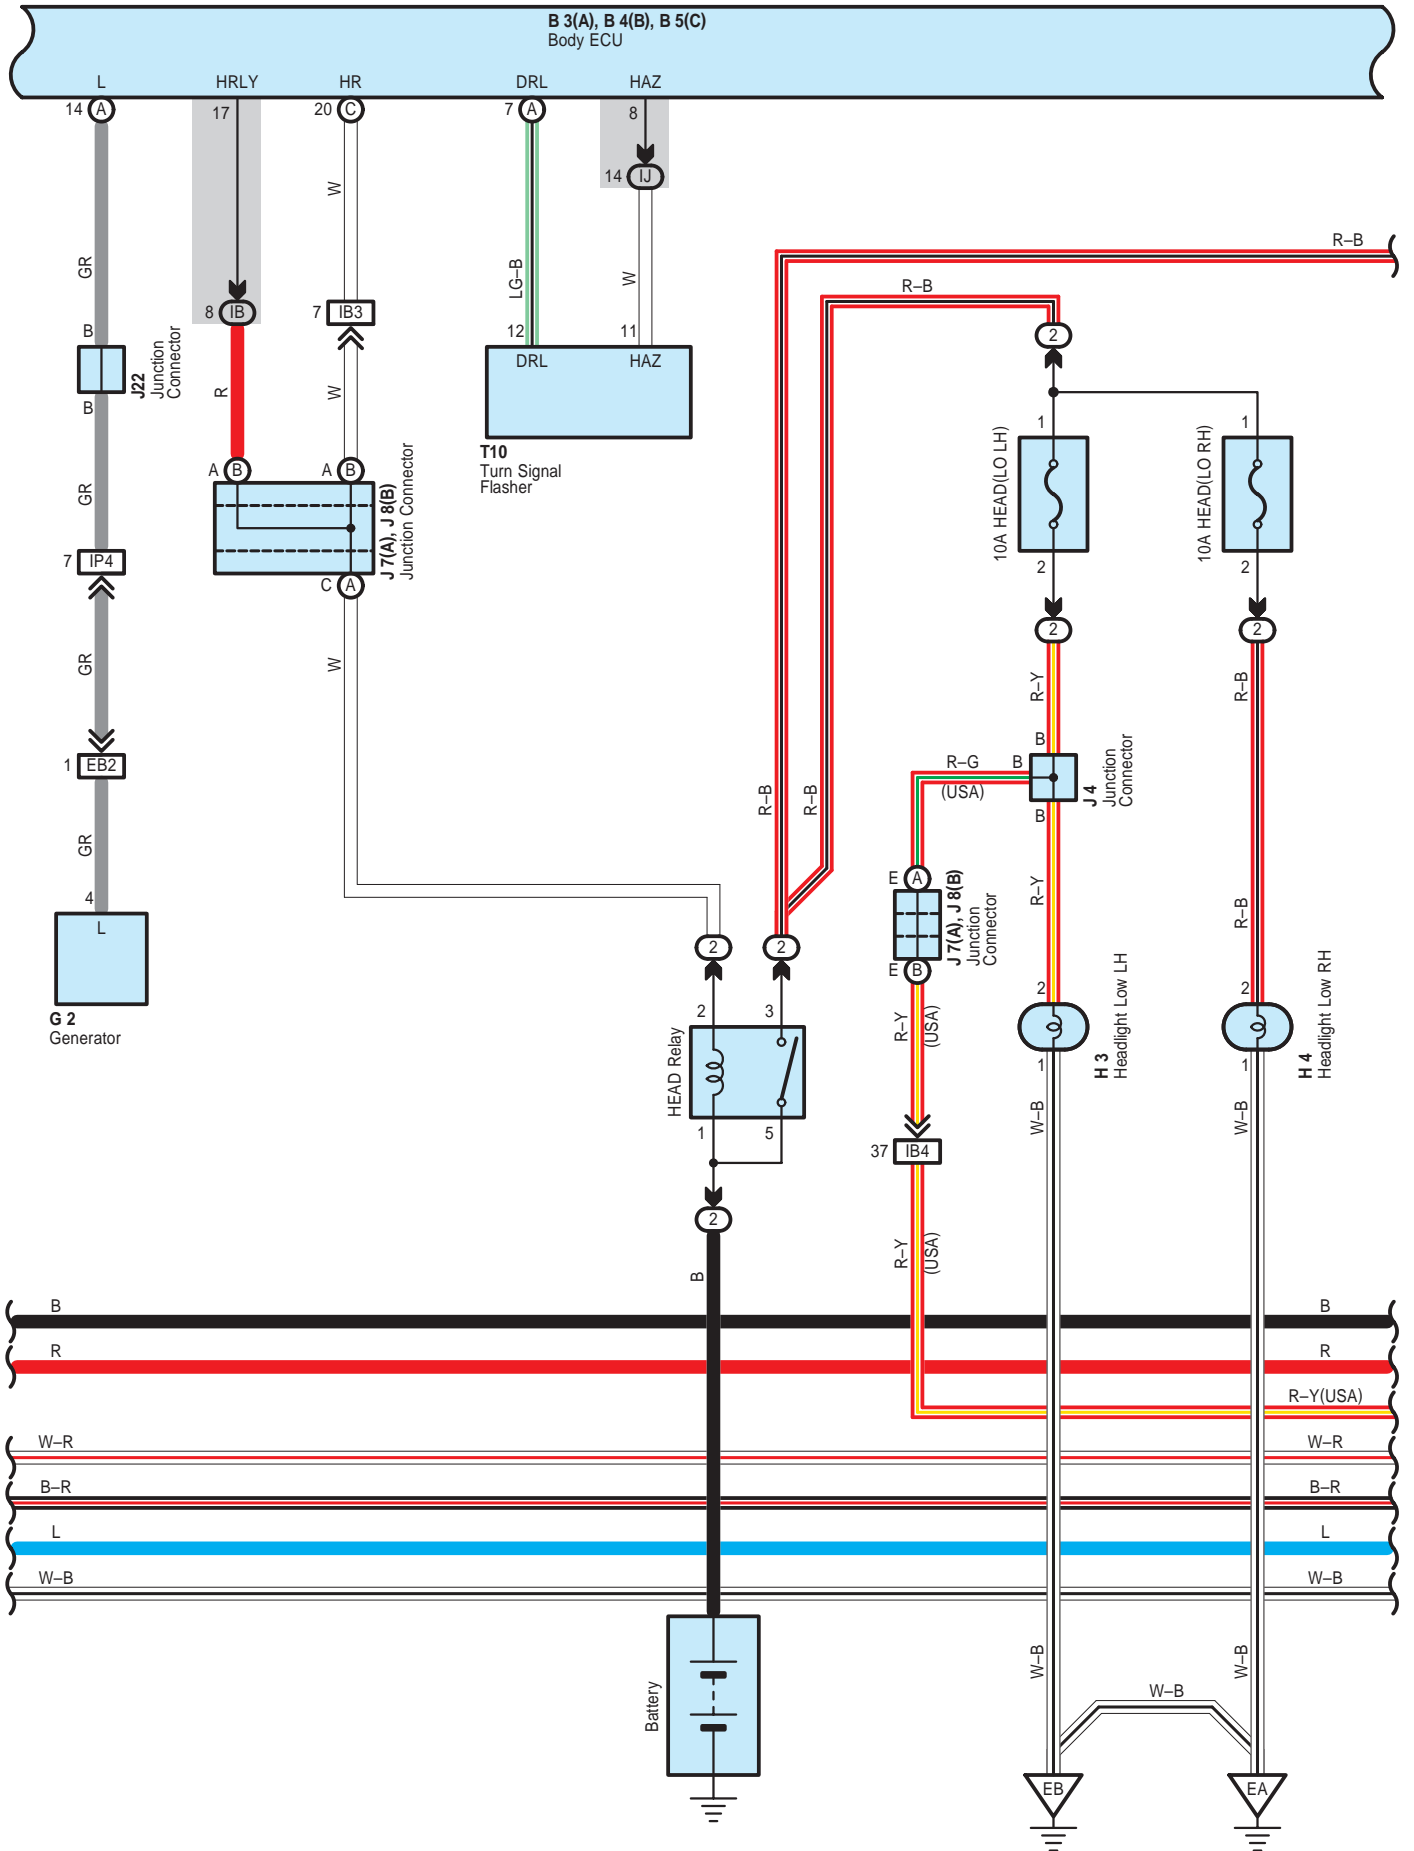 B 3(A), B 4(B), B 5(C)
Body ECU
L
HRLY
HR
DRL
HAZ
14
A
17
20
C
7
A
8
14
IJ
W
GR
LG–B
W
R–B
R–B
8
IB
7
IB3
12
11
2
B
DRL
HAZ
J22
Junction
Connector
B
R
W
T10
Turn Signal
Flasher
1
1
A
B
A
B
J 7(A), J 8(B)
Junction Connector
10A HEAD(LO LH)
10A HEAD(LO RH)
GR
7
IP4
C
A
2
2
2
2
GR
W
R–Y
R–B
1
EB2
B
R–G
(USA)
B
J 4
Junction
Connector
R–B
R–B
B
GR
E
A
R–Y
R–B
4
L
J 7(A), J 8(B)
Junction
Connector
2
2
E
B
G 2
Generator
2
3
2
2
HEAD Relay
R–Y
(USA)
H 3
Headlight Low LH
H 4
Headlight Low RH
1
1
1
5
W–B
W–B
37
IB4
2
R–Y
(USA)
B
B
B
R
R
R–Y(USA)
W–R
W–R
B–R
B–R
L
L
W–B
W–B
Battery
W–B
W–B
W–B
EB
EA